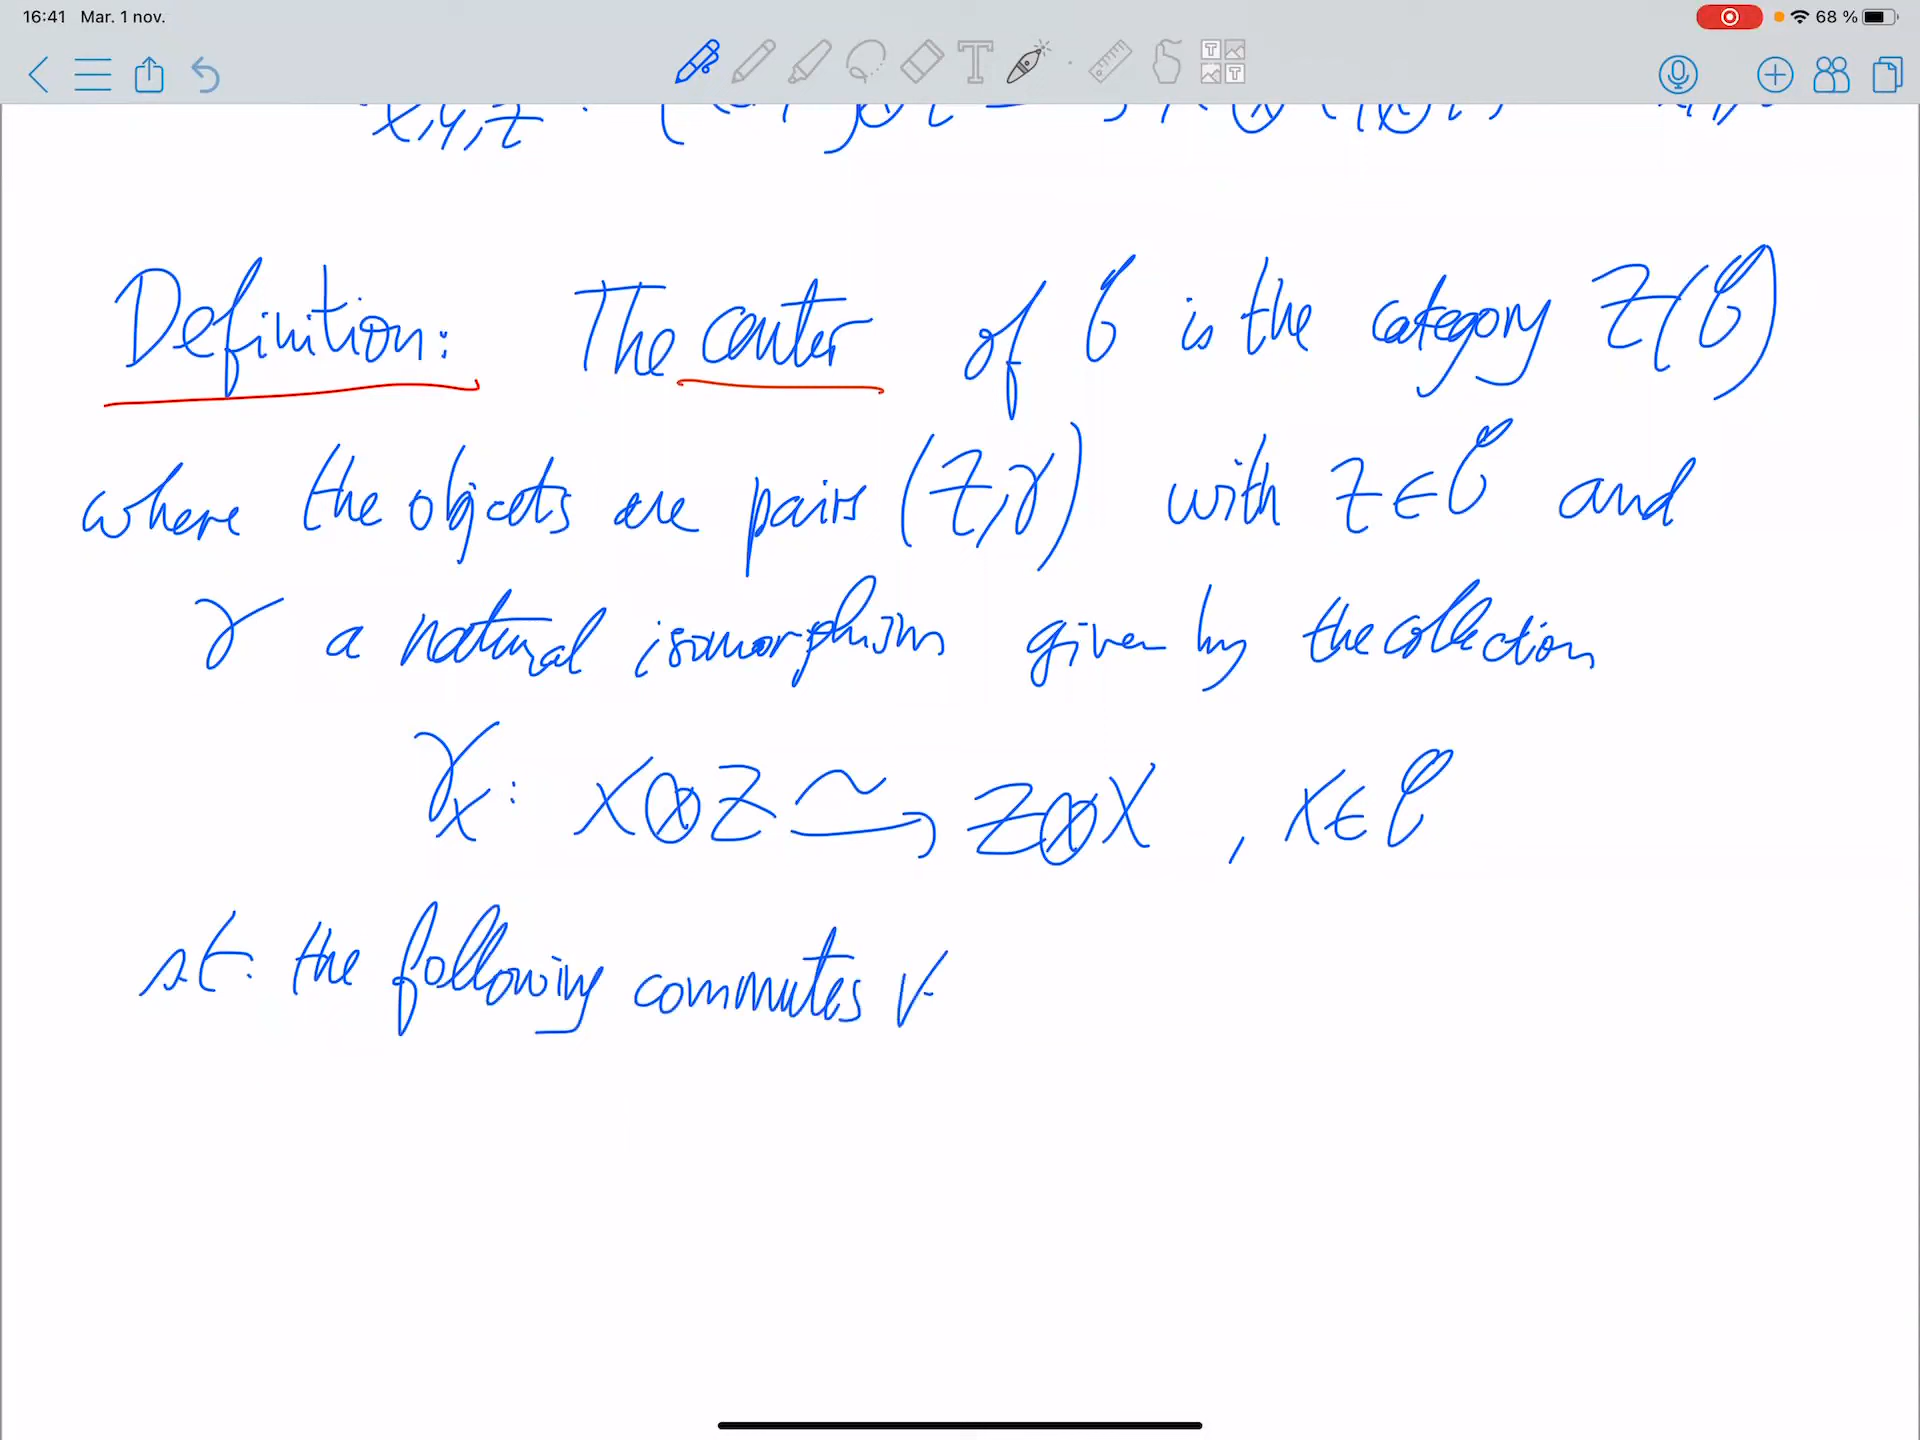 16:41 Mar. 1 nov. 68 %
x,y,z :
Definition: The center of C is the category Z(C)
where the objects are pairs (Z,γ) with Z∈C and
γ a natural isomorphism given by the collection
γ_X : X⊗Z ⥲ Z⊗X , X∈C
s.t. the following commutes